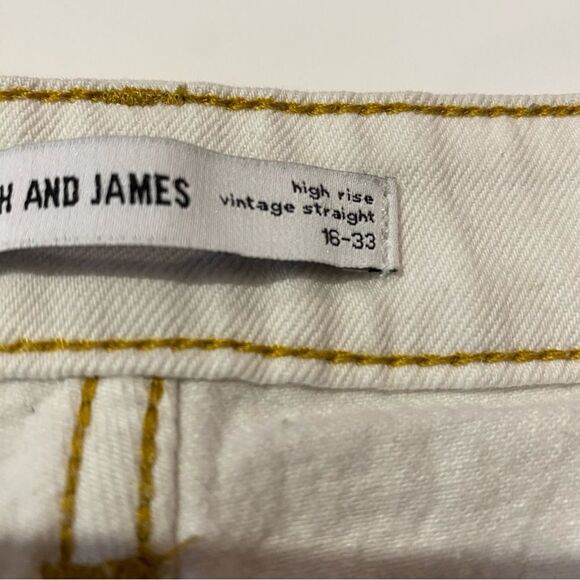 H AND JAMES
high rise
vintage straight
16-33